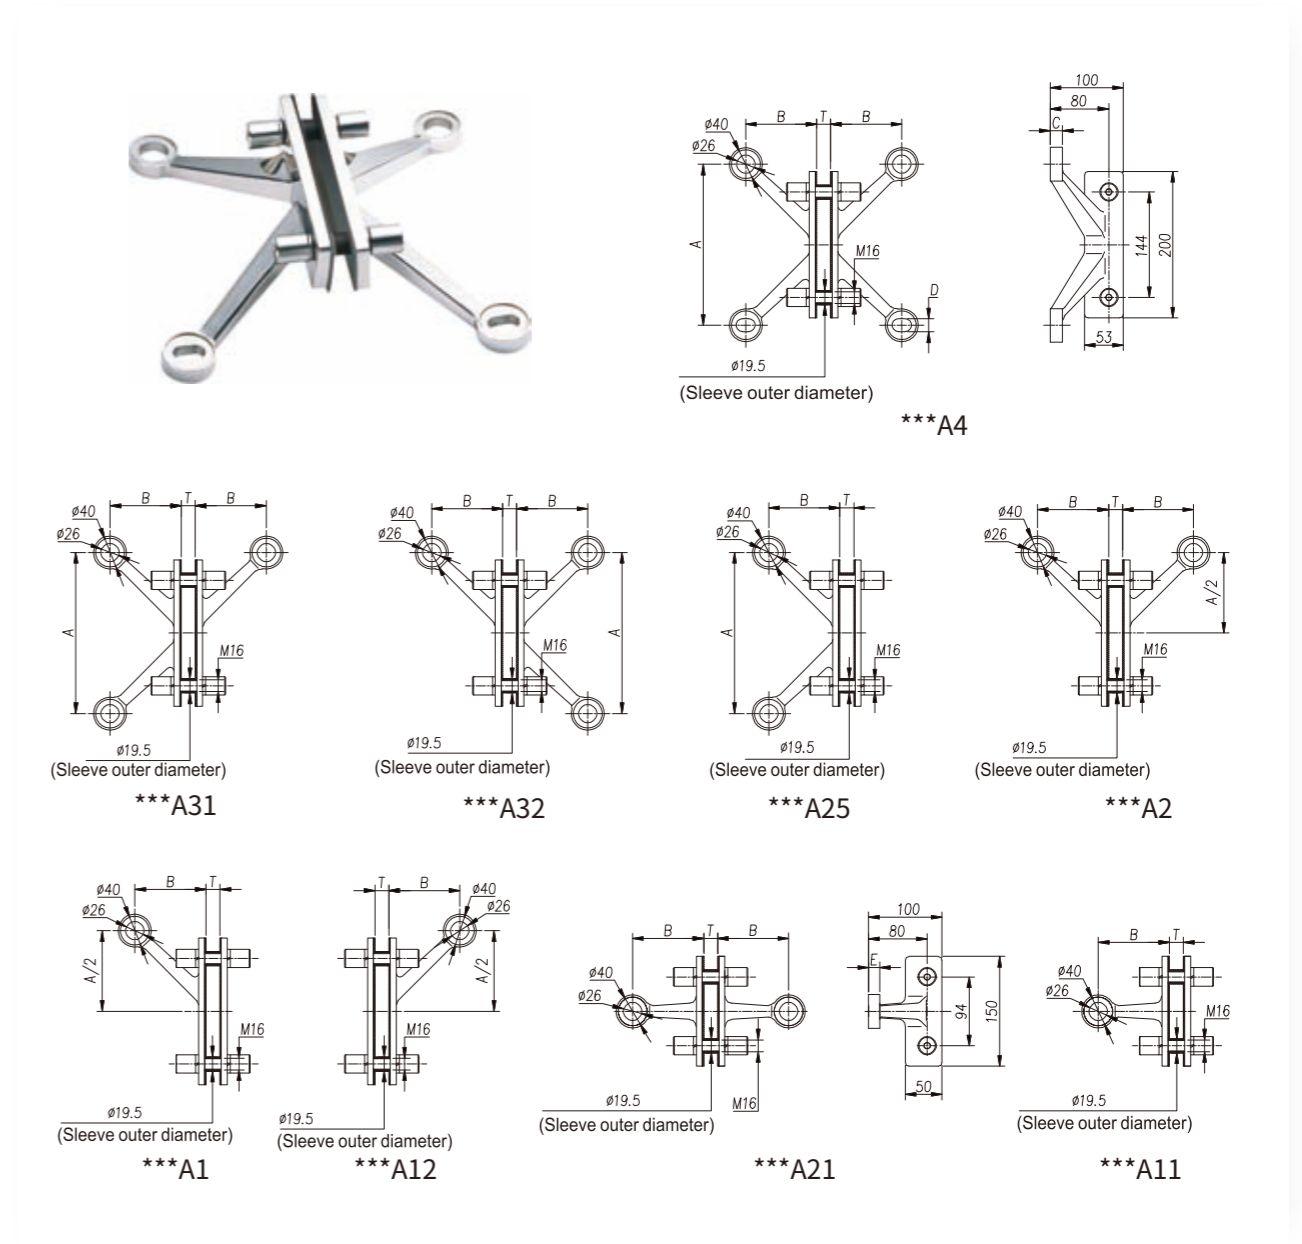 B T B
ø40
ø26
A
M16
D
ø19.5
(Sleeve outer diameter)
***A4
100
80
C
144
200
53
B T B
ø40
ø26
A
M16
ø19.5
(Sleeve outer diameter)
***A31
B T B
ø40
ø26
A
M16
ø19.5
(Sleeve outer diameter)
***A32
B T
ø40
ø26
A
M16
ø19.5
(Sleeve outer diameter)
***A25
B T B
ø40
ø26
A/2
M16
ø19.5
(Sleeve outer diameter)
***A2
B T
ø40
ø26
A/2
M16
ø19.5
(Sleeve outer diameter)
***A1
T B
ø40
ø26
A/2
M16
ø19.5
(Sleeve outer diameter)
***A12
B T B
ø40
ø26
ø19.5
M16
(Sleeve outer diameter)
***A21
100
80
E
94
150
50
B T
ø40
ø26
M16
ø19.5
(Sleeve outer diameter)
***A11